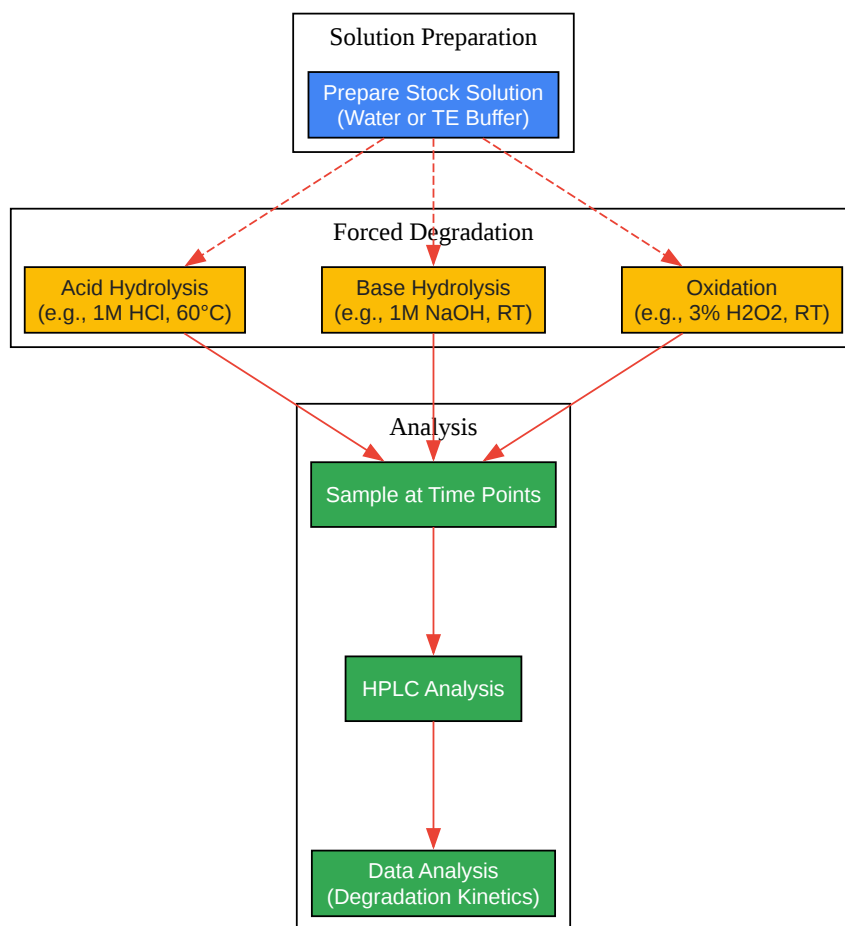 Solution Preparation
Prepare Stock Solution
(Water or TE Buffer)
Forced Degradation
Acid Hydrolysis
(e.g., 1M HCl, 60°C)
Base Hydrolysis
(e.g., 1M NaOH, RT)
Oxidation
(e.g., 3% H2O2, RT)
Analysis
Sample at Time Points
HPLC Analysis
Data Analysis
(Degradation Kinetics)